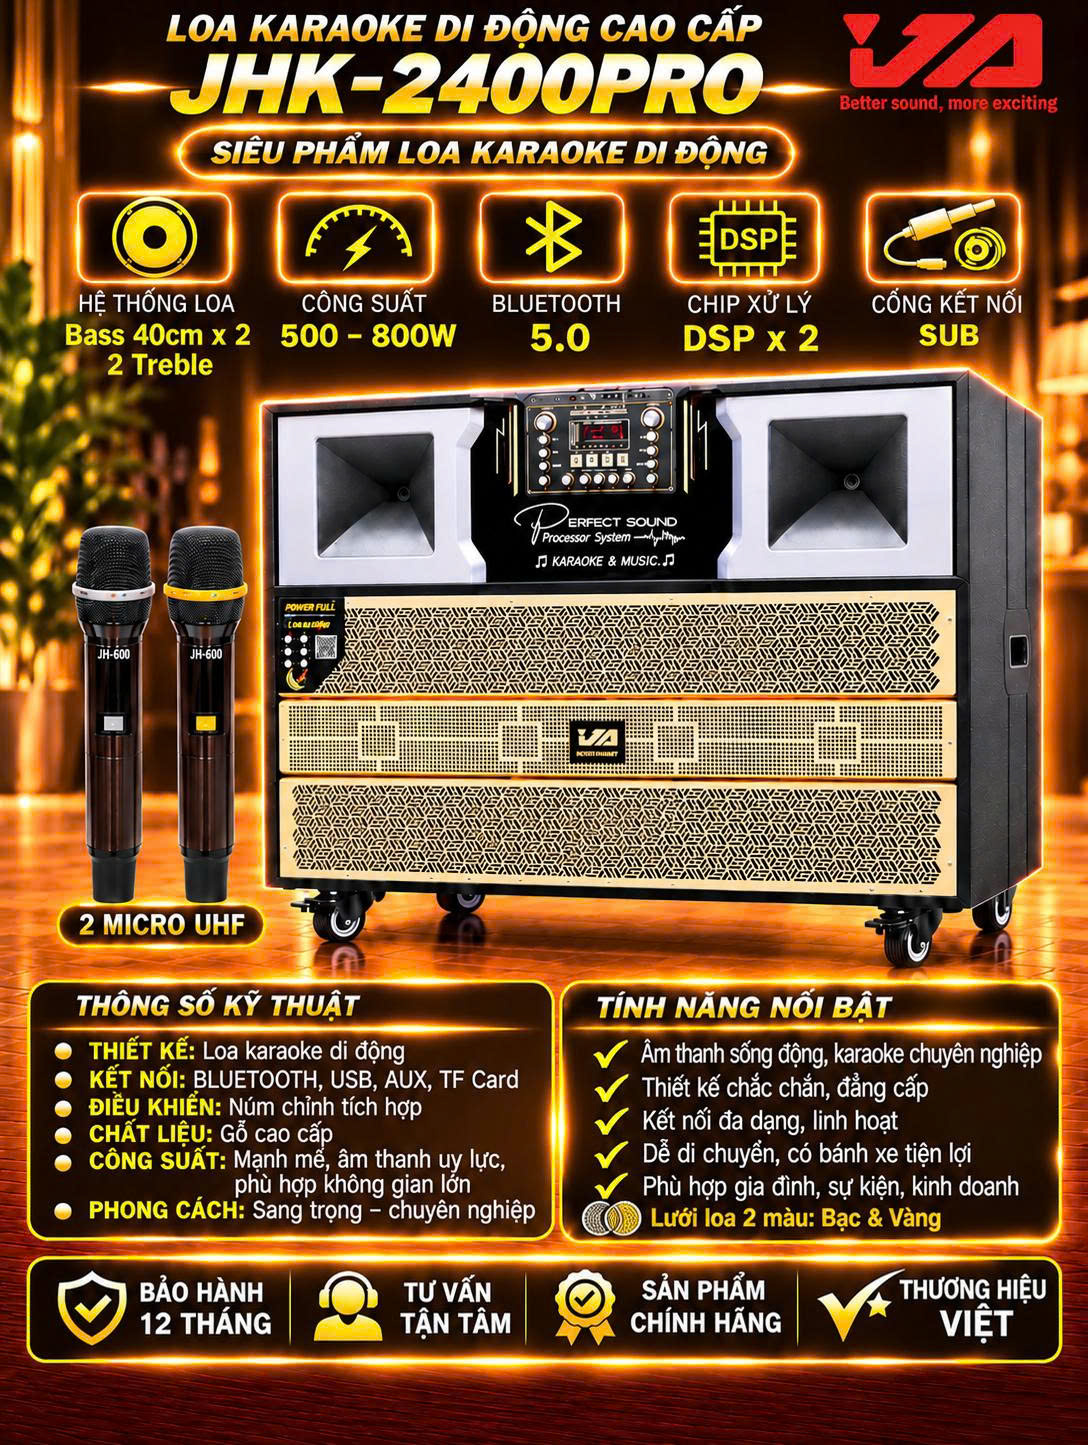 LOA KARAOKE DI ĐỘNG CAO CẤP
JHK-2400PRO
Better sound, more exciting
SIÊU PHẨM LOA KARAOKE DI ĐỘNG
DSP
HỆ THỐNG LOA
Bass 40cm x 2
2 Treble
CÔNG SUẤT
500 – 800W
BLUETOOTH
5.0
CHIP XỬ LÝ
DSP x 2
CỔNG KẾT NỐI
SUB
PERFECT SOUND
Processor System
KARAOKE & MUSIC.
POWER FULL
JH-600
JH-600
2 MICRO UHF
THÔNG SỐ KỸ THUẬT
THIẾT KẾ: Loa karaoke di động
KẾT NỐI: BLUETOOTH, USB, AUX, TF Card
ĐIỀU KHIỂN: Núm chỉnh tích hợp
CHẤT LIỆU: Gỗ cao cấp
CÔNG SUẤT: Mạnh mẽ, âm thanh uy lực,
phù hợp không gian lớn
PHONG CÁCH: Sang trọng – chuyên nghiệp
TÍNH NĂNG NỔI BẬT
Âm thanh sống động, karaoke chuyên nghiệp
Thiết kế chắc chắn, đẳng cấp
Kết nối đa dạng, linh hoạt
Dễ di chuyển, có bánh xe tiện lợi
Phù hợp gia đình, sự kiện, kinh doanh
Lưới loa 2 màu: Bạc & Vàng
BẢO HÀNH
12 THÁNG
TƯ VẤN
TẬN TÂM
SẢN PHẨM
CHÍNH HÃNG
THƯƠNG HIỆU
VIỆT